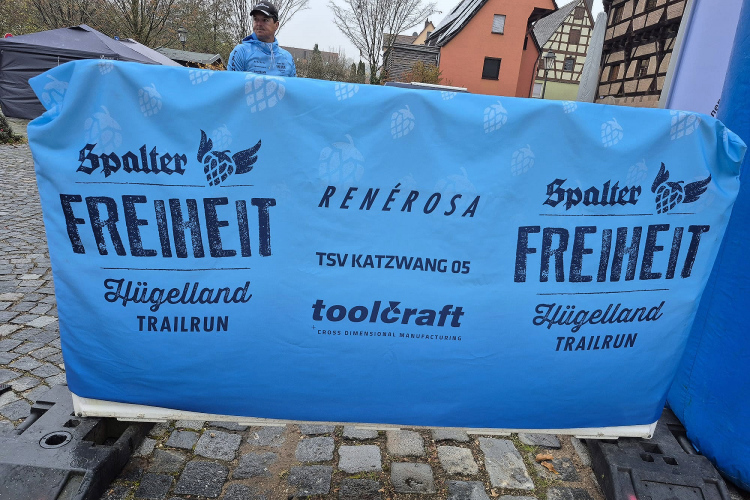 Spalter
FREIHEIT
Hügelland
TRAILRUN
RENÉROSA
TSV KATZWANG 05
toolcraft
CROSS DIMENSIONAL MANUFACTURING
Spalter
FREIHEIT
Hügelland
TRAILRUN